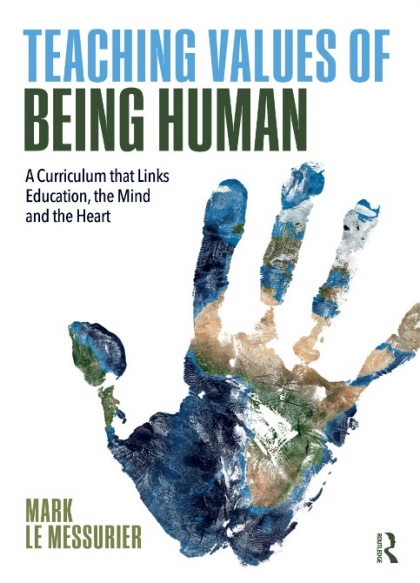 TEACHING VALUES OF
BEING HUMAN
A Curriculum that Links
Education, the Mind
and the Heart
MARK
LE MESSURIER
ROUTLEDGE